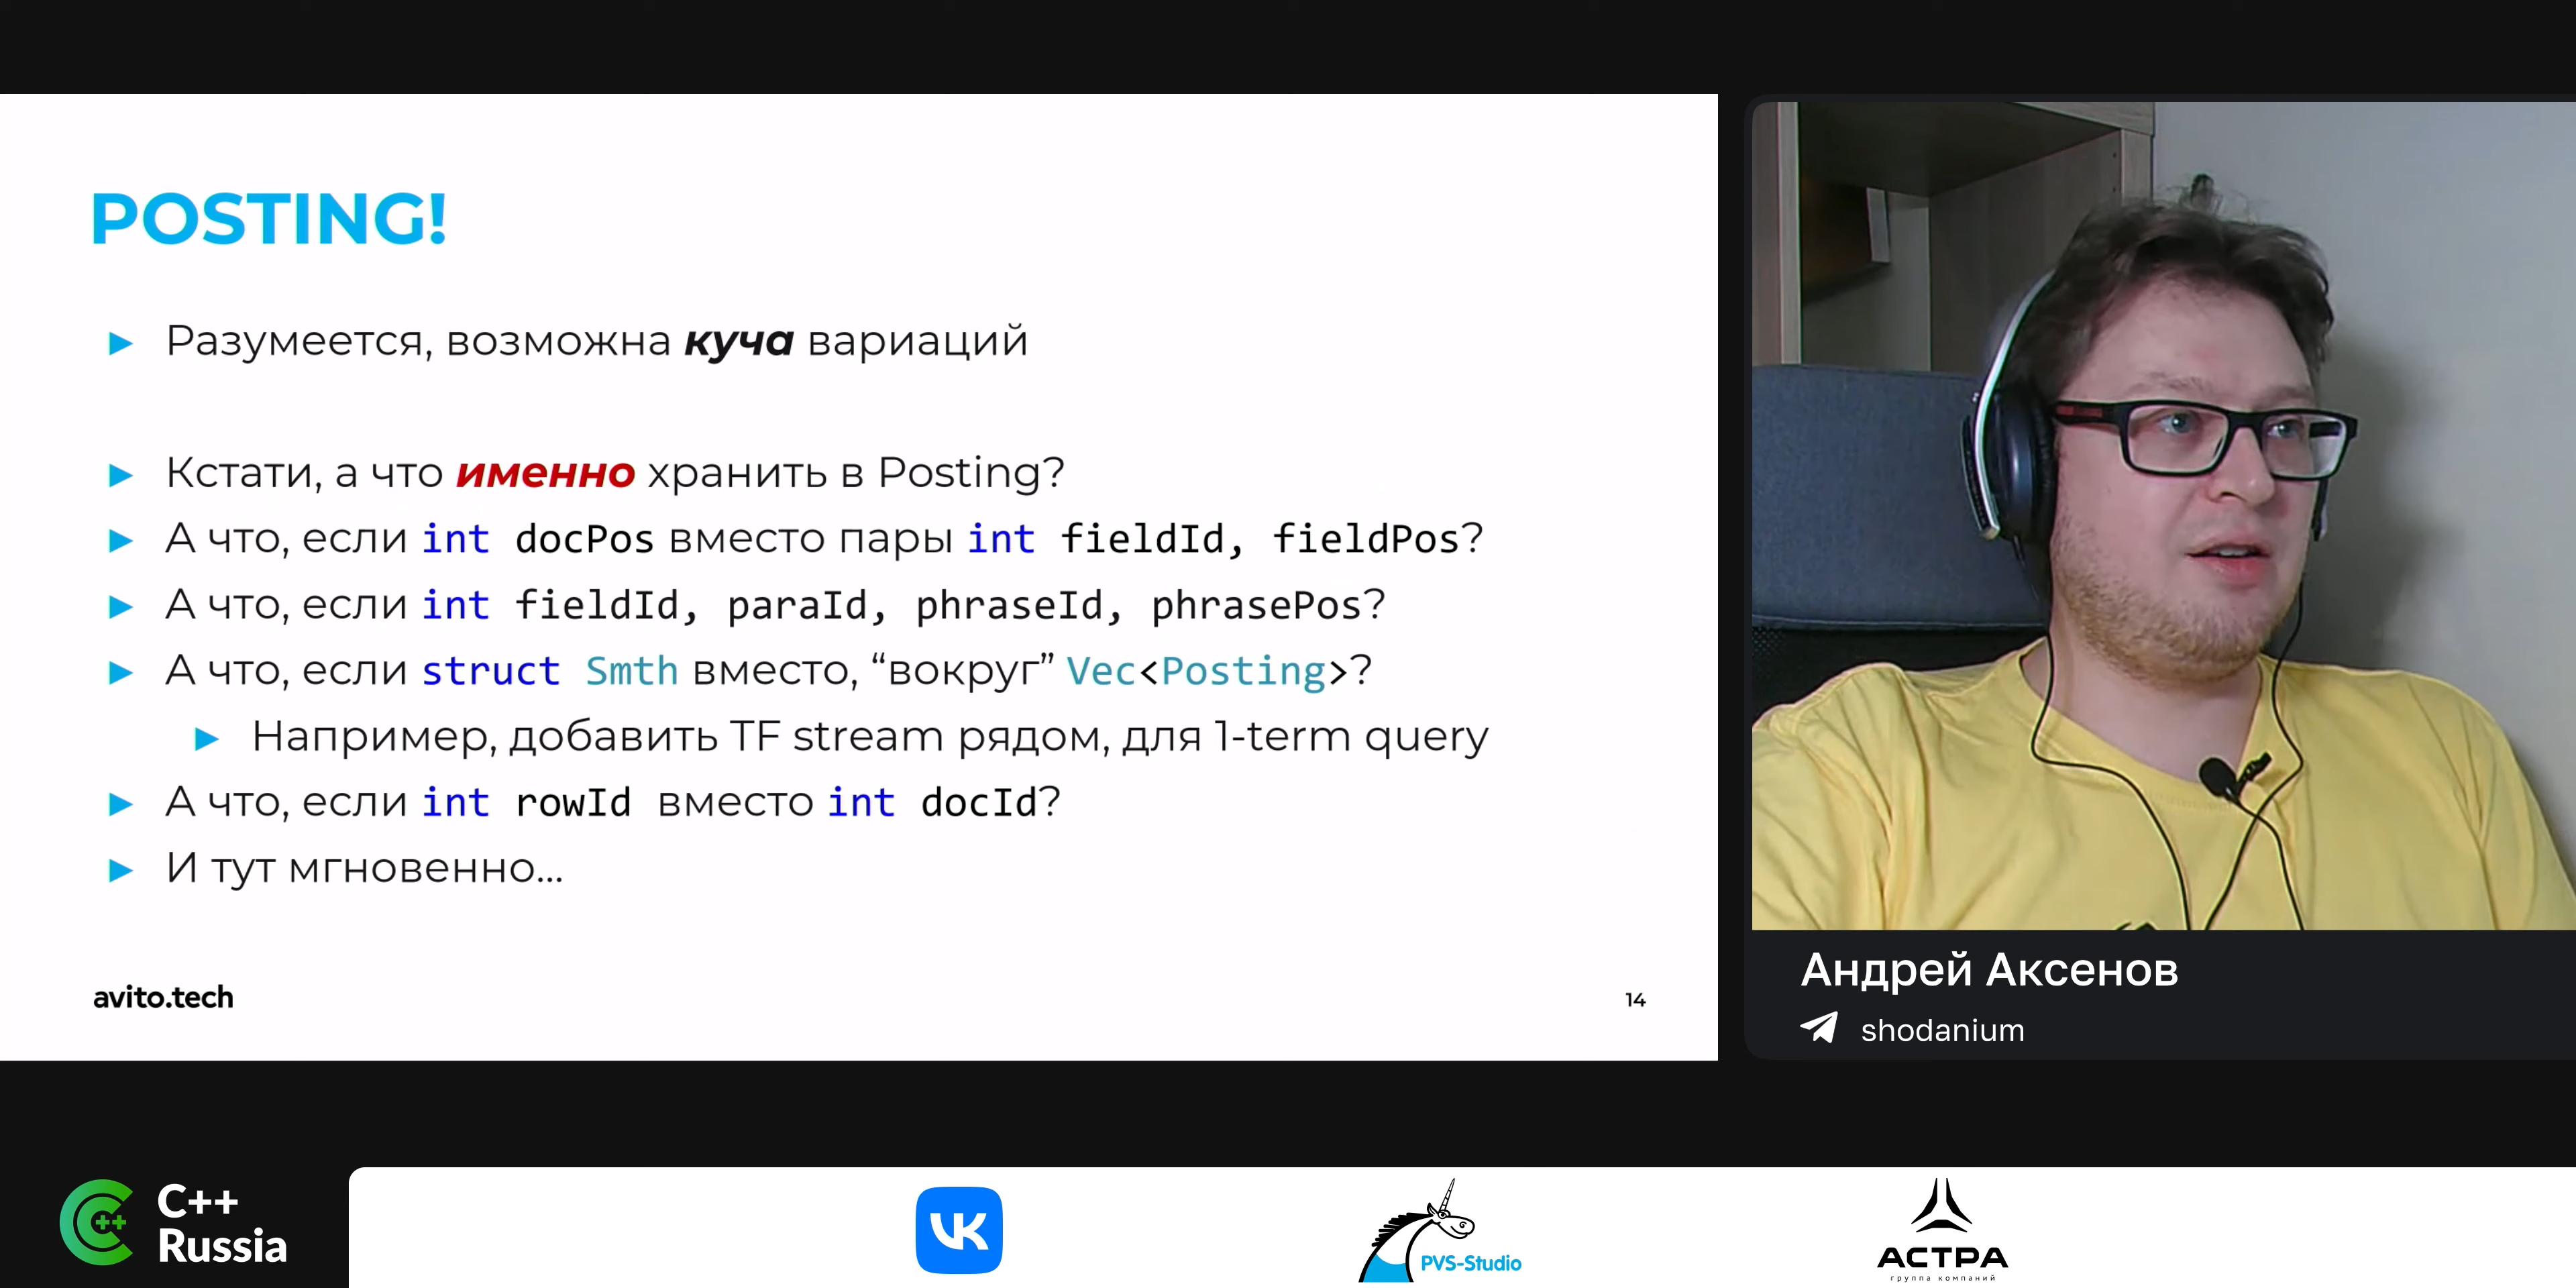 POSTING!
Разумеется, возможна куча вариаций
Кстати, а что именно хранить в Posting?
А что, если int docPos вместо пары int fieldId, fieldPos?
А что, если int fieldId, paraId, phraseId, phrasePos?
А что, если struct Smth вместо, “вокруг” Vec<Posting>?
Например, добавить TF stream рядом, для 1-term query
А что, если int rowId вместо int docId?
И тут мгновенно...
avito.tech
14
Андрей Аксенов
shodanium
C++
Russia
VK
PVS-Studio
АСТРА
группа компаний